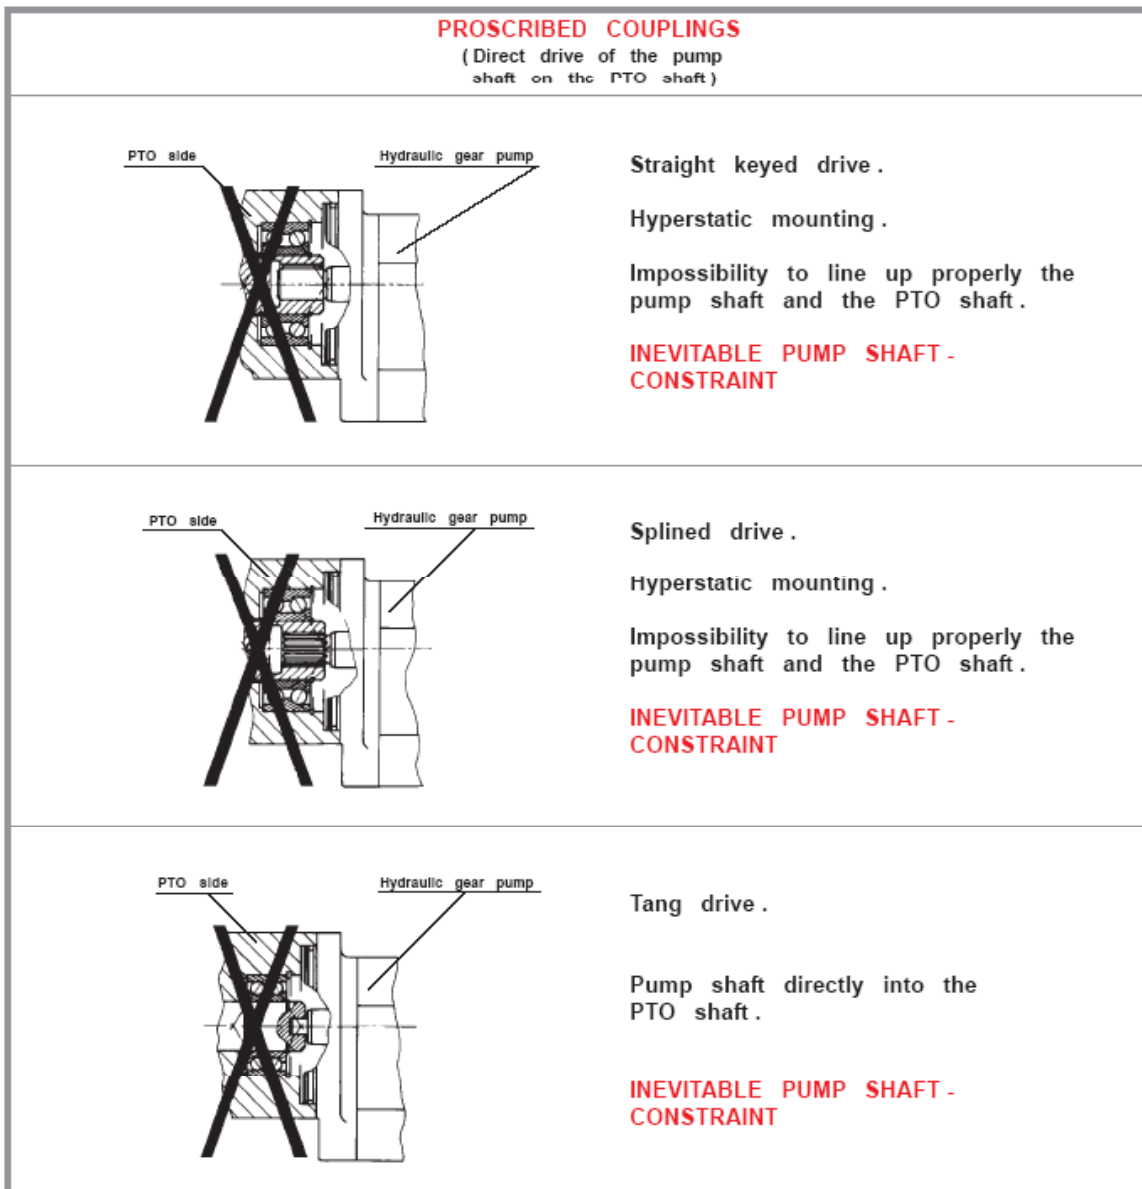 PROSCRIBED COUPLINGS
( Direct drive of the pump
shaft on the PTO shaft )
PTO side
Hydraulic gear pump
Straight keyed drive .
Hyperstatic mounting .
Impossibility to line up properly the
pump shaft and the PTO shaft .
INEVITABLE PUMP SHAFT -
CONSTRAINT
PTO side
Hydraulic gear pump
Splined drive .
Hyperstatic mounting .
Impossibility to line up properly the
pump shaft and the PTO shaft .
INEVITABLE PUMP SHAFT -
CONSTRAINT
PTO side
Hydraulic gear pump
Tang drive .
Pump shaft directly into the
PTO shaft .
INEVITABLE PUMP SHAFT -
CONSTRAINT